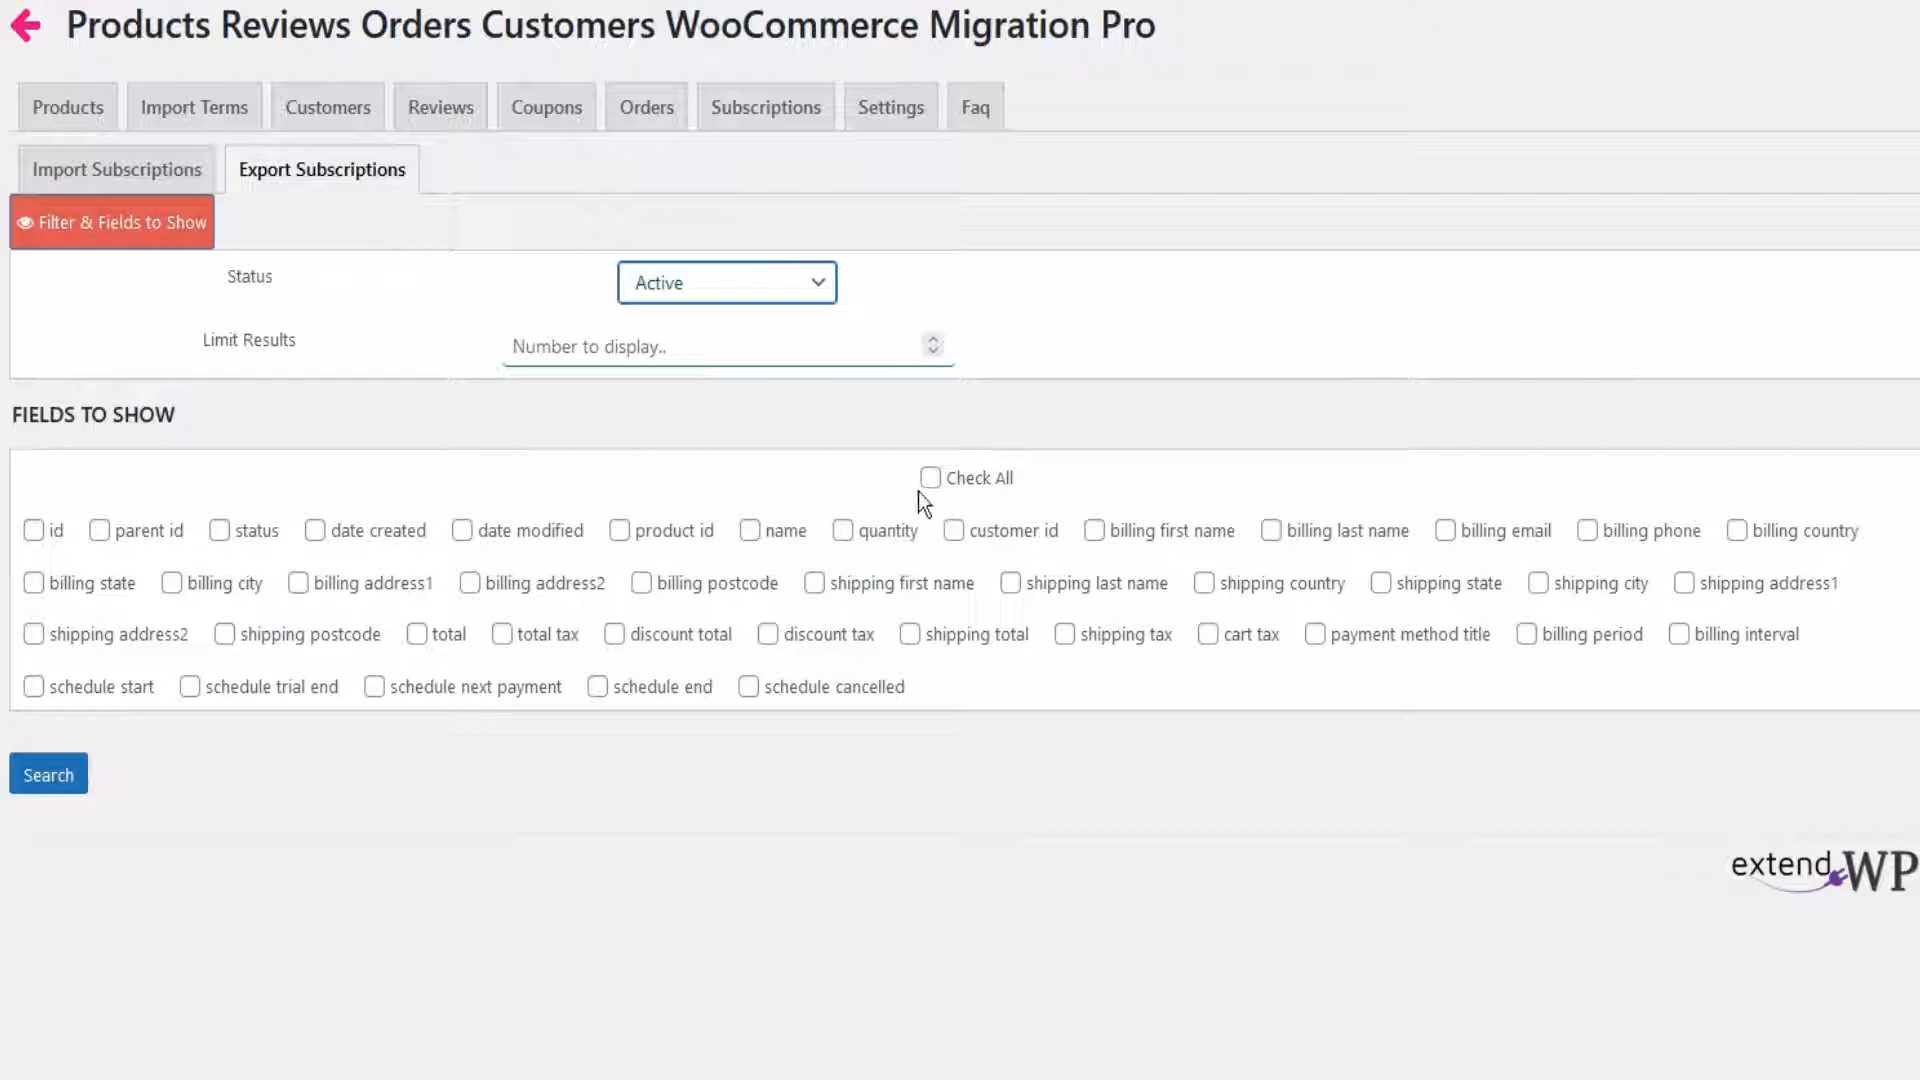 Products Reviews Orders Customers WooCommerce Migration Pro
Products Import Terms Customers Reviews Coupons Orders Subscriptions Settings Faq
Import Subscriptions Export Subscriptions
Filter & Fields to Show
Status Active
Limit Results Number to display..
FIELDS TO SHOW
Check All
id parent id status date created date modified product id name quantity customer id billing first name billing last name billing email billing phone billing country
billing state billing city billing address1 billing address2 billing postcode shipping first name shipping last name shipping country shipping state shipping city shipping address1
shipping address2 shipping postcode total total tax discount total discount tax shipping total shipping tax cart tax payment method title billing period billing interval
schedule start schedule trial end schedule next payment schedule end schedule cancelled
Search
extendWP